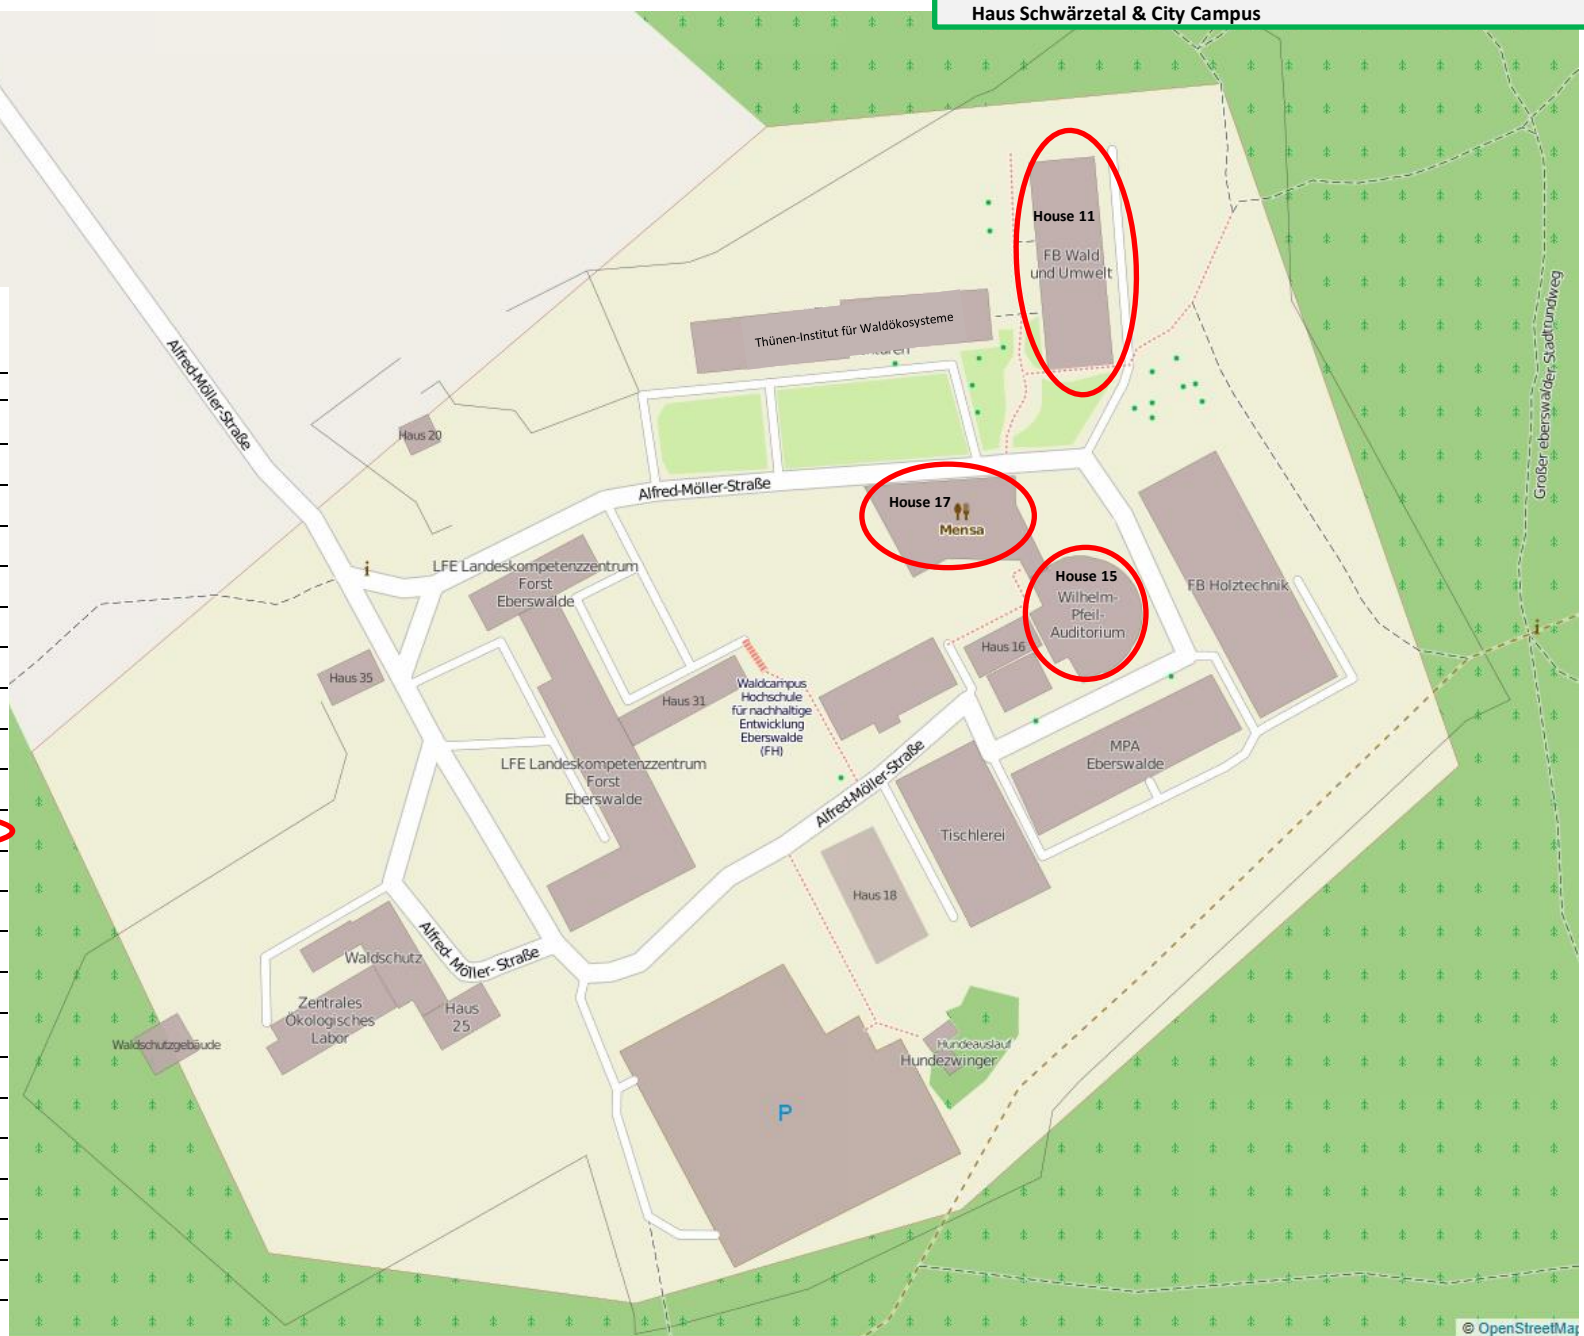 Haus Schwärzetal & City Campus
House 11
FB Wald
und Umwelt
Großer eberswalder Stadtrundweg
Thünen-Institut für Waldökosysteme
Alfred-Möller-Straße
Haus 20
Alfred-Möller-Straße
House 17
Mensa
LFE Landeskompetenzzentrum
Forst
Eberswalde
House 15
Wilhelm-
Pfeil-
Auditorium
FB Holztechnik
Haus 16
Haus 35
Haus 31
Waldcampus
Hochschule
für nachhaltige
Entwicklung
Eberswalde
(FH)
LFE Landeskompetenzzentrum
Forst
Eberswalde
MPA
Eberswalde
Alfred-Möller-Straße
Tischlerei
Haus 18
Alfred- Möller- Straße
Waldschutz
Zentrales
Ökologisches
Labor
Haus
25
Waldschutzgebäude
Hundeauslauf
Hundezwinger
P
© OpenStreetMap